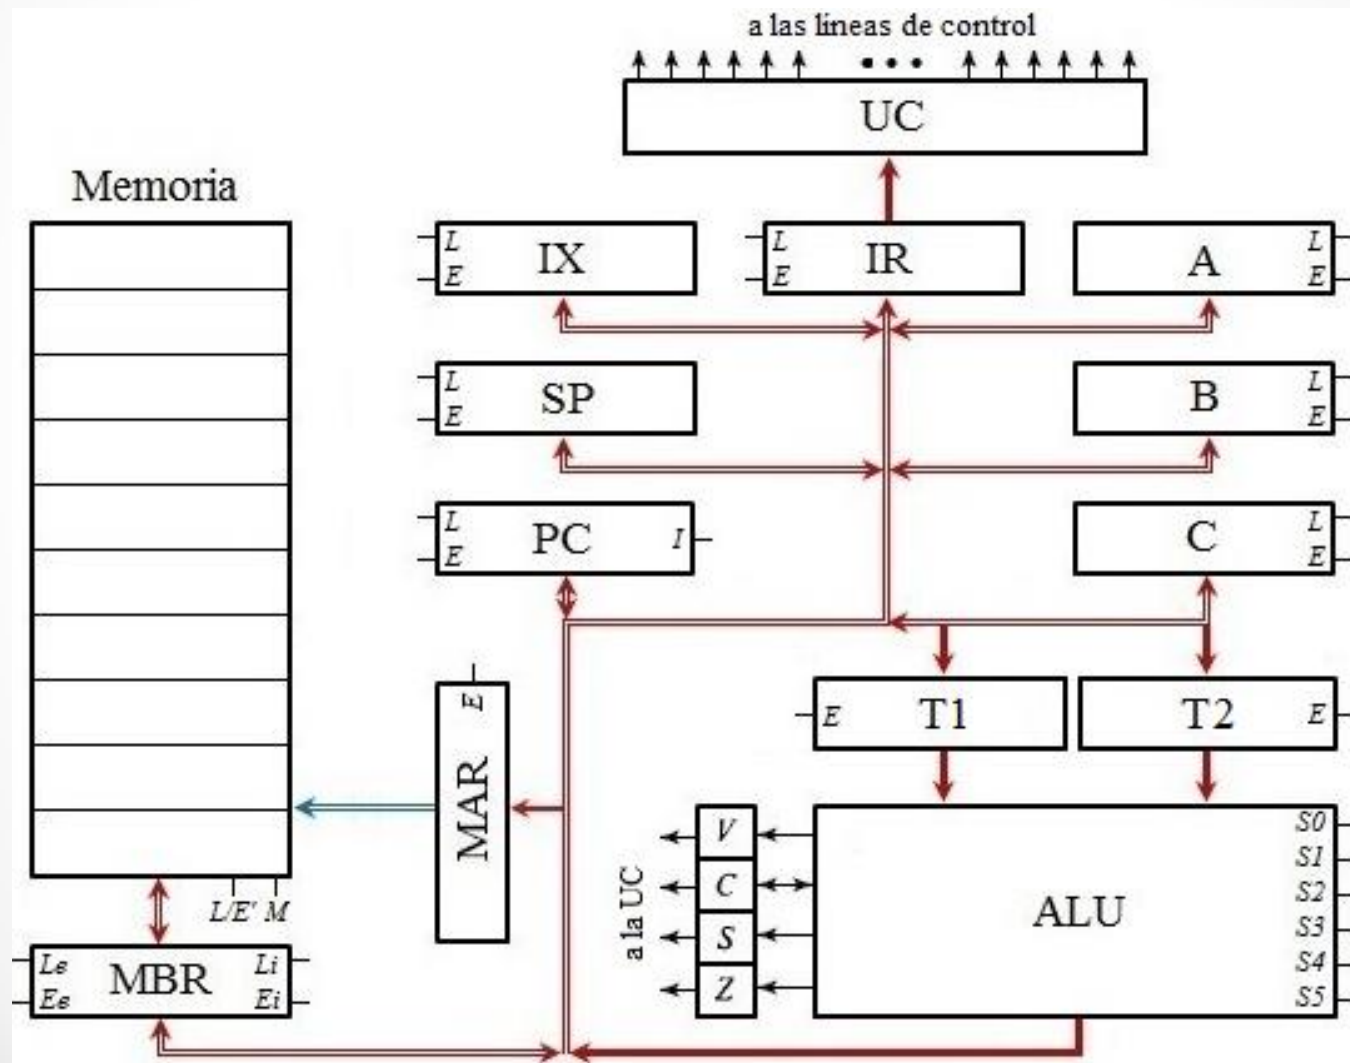 a las líneas de control
UC
Memoria
L
E
IX
L
E
IR
A
L
E
L
E
SP
B
L
E
L
E
PC
I
C
L
E
E
MAR
E
T1
T2
E
a la UC
V
C
S
Z
ALU
S0
S1
S2
S3
S4
S5
L/E' M
Le
Ee
MBR
Li
Ei